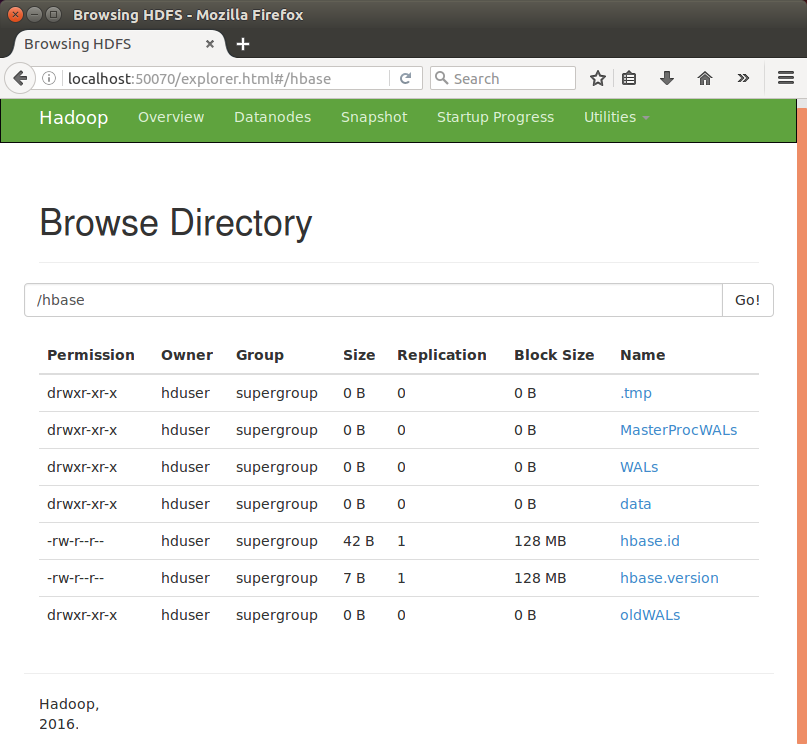 Browsing HDFS - Mozilla Firefox
Browsing HDFS
localhost:50070/explorer.html#/hbase
Search
Hadoop Overview Datanodes Snapshot Startup Progress Utilities
Browse Directory
/hbase Go!
Permission Owner Group Size Replication Block Size Name
drwxr-xr-x hduser supergroup 0 B 0 0 B .tmp
drwxr-xr-x hduser supergroup 0 B 0 0 B MasterProcWALs
drwxr-xr-x hduser supergroup 0 B 0 0 B WALs
drwxr-xr-x hduser supergroup 0 B 0 0 B data
-rw-r--r-- hduser supergroup 42 B 1 128 MB hbase.id
-rw-r--r-- hduser supergroup 7 B 1 128 MB hbase.version
drwxr-xr-x hduser supergroup 0 B 0 0 B oldWALs
Hadoop,
2016.